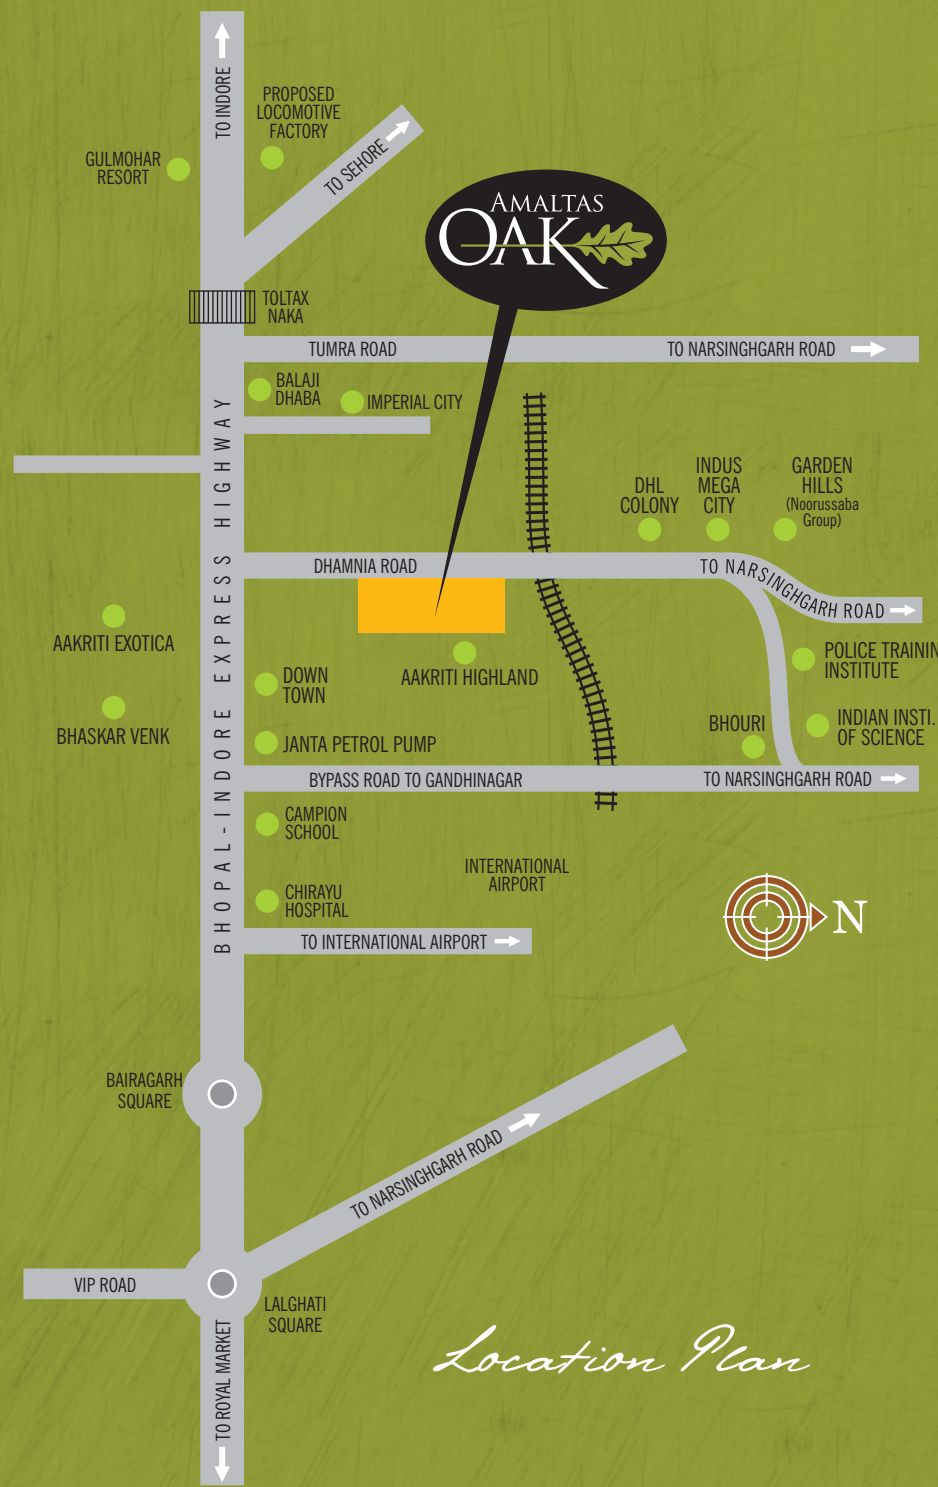 TO INDORE
PROPOSED
LOCOMOTIVE
FACTORY
GULMOHAR
RESORT
TO SEHORE
AMALTAS
OAK
TOLTAX
NAKA
TUMRA ROAD
TO NARSINGHGARH ROAD
BALAJI
DHABA
IMPERIAL CITY
BHOPAL-INDORE EXPRESS HIGHWAY
DHL
COLONY
INDUS
MEGA
CITY
GARDEN
HILLS
(Noorussaba
Group)
DHAMNIA ROAD
TO NARSINGHGARH ROAD
AAKRITI EXOTICA
AAKRITI HIGHLAND
POLICE TRAININ
INSTITUTE
DOWN
TOWN
BHASKAR VENK
JANTA PETROL PUMP
BHOURI
INDIAN INSTI.
OF SCIENCE
BYPASS ROAD TO GANDHINAGAR
TO NARSINGHGARH ROAD
CAMPION
SCHOOL
INTERNATIONAL
AIRPORT
CHIRAYU
HOSPITAL
N
TO INTERNATIONAL AIRPORT
BAIRAGARH
SQUARE
TO NARSINGHGARH ROAD
VIP ROAD
LALGHATI
SQUARE
TO ROYAL MARKET
Location Plan